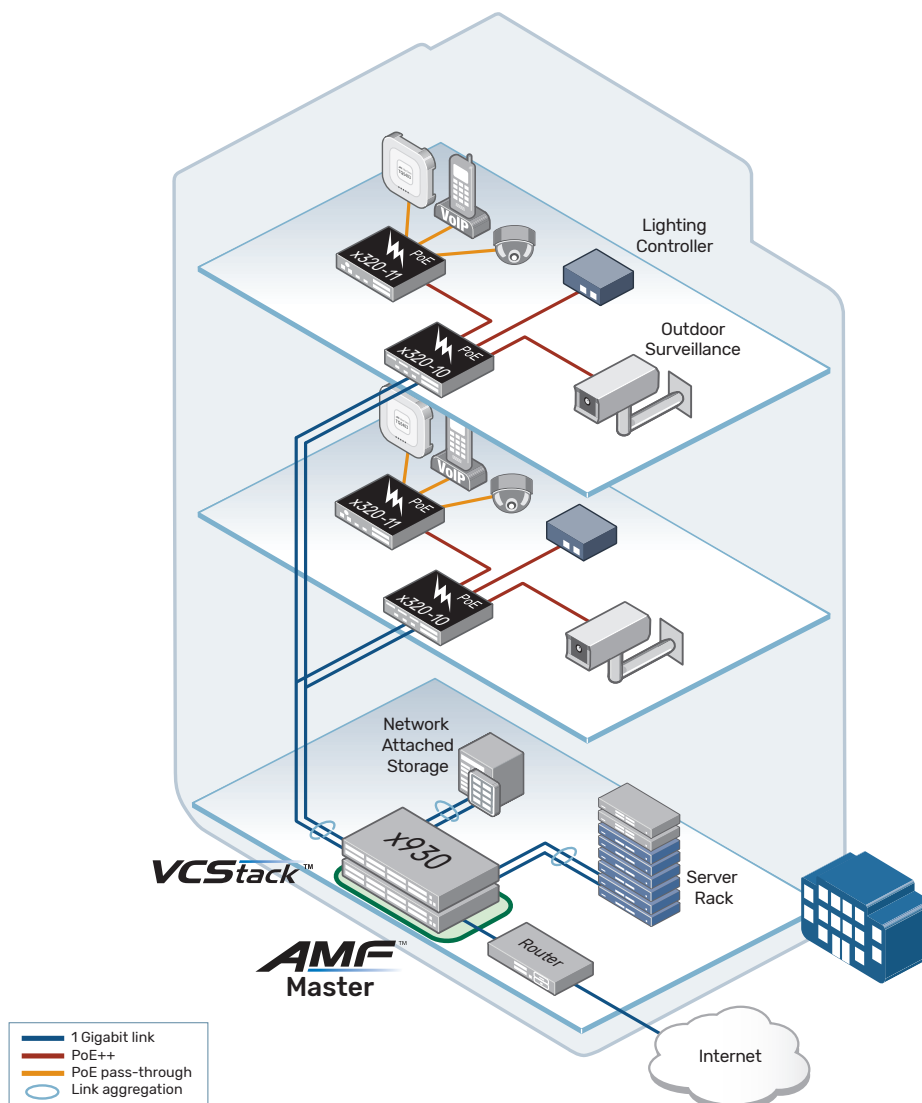 VoIP
PoE
x320-11
Lighting
Controller
PoE
x320-10
Outdoor
Surveillance
VoIP
PoE
x320-11
PoE
x320-10
Network
Attached
Storage
x930
VCStack™
Server
Rack
AMF™
Master
Router
Internet
1 Gigabit link
PoE++
PoE pass-through
Link aggregation